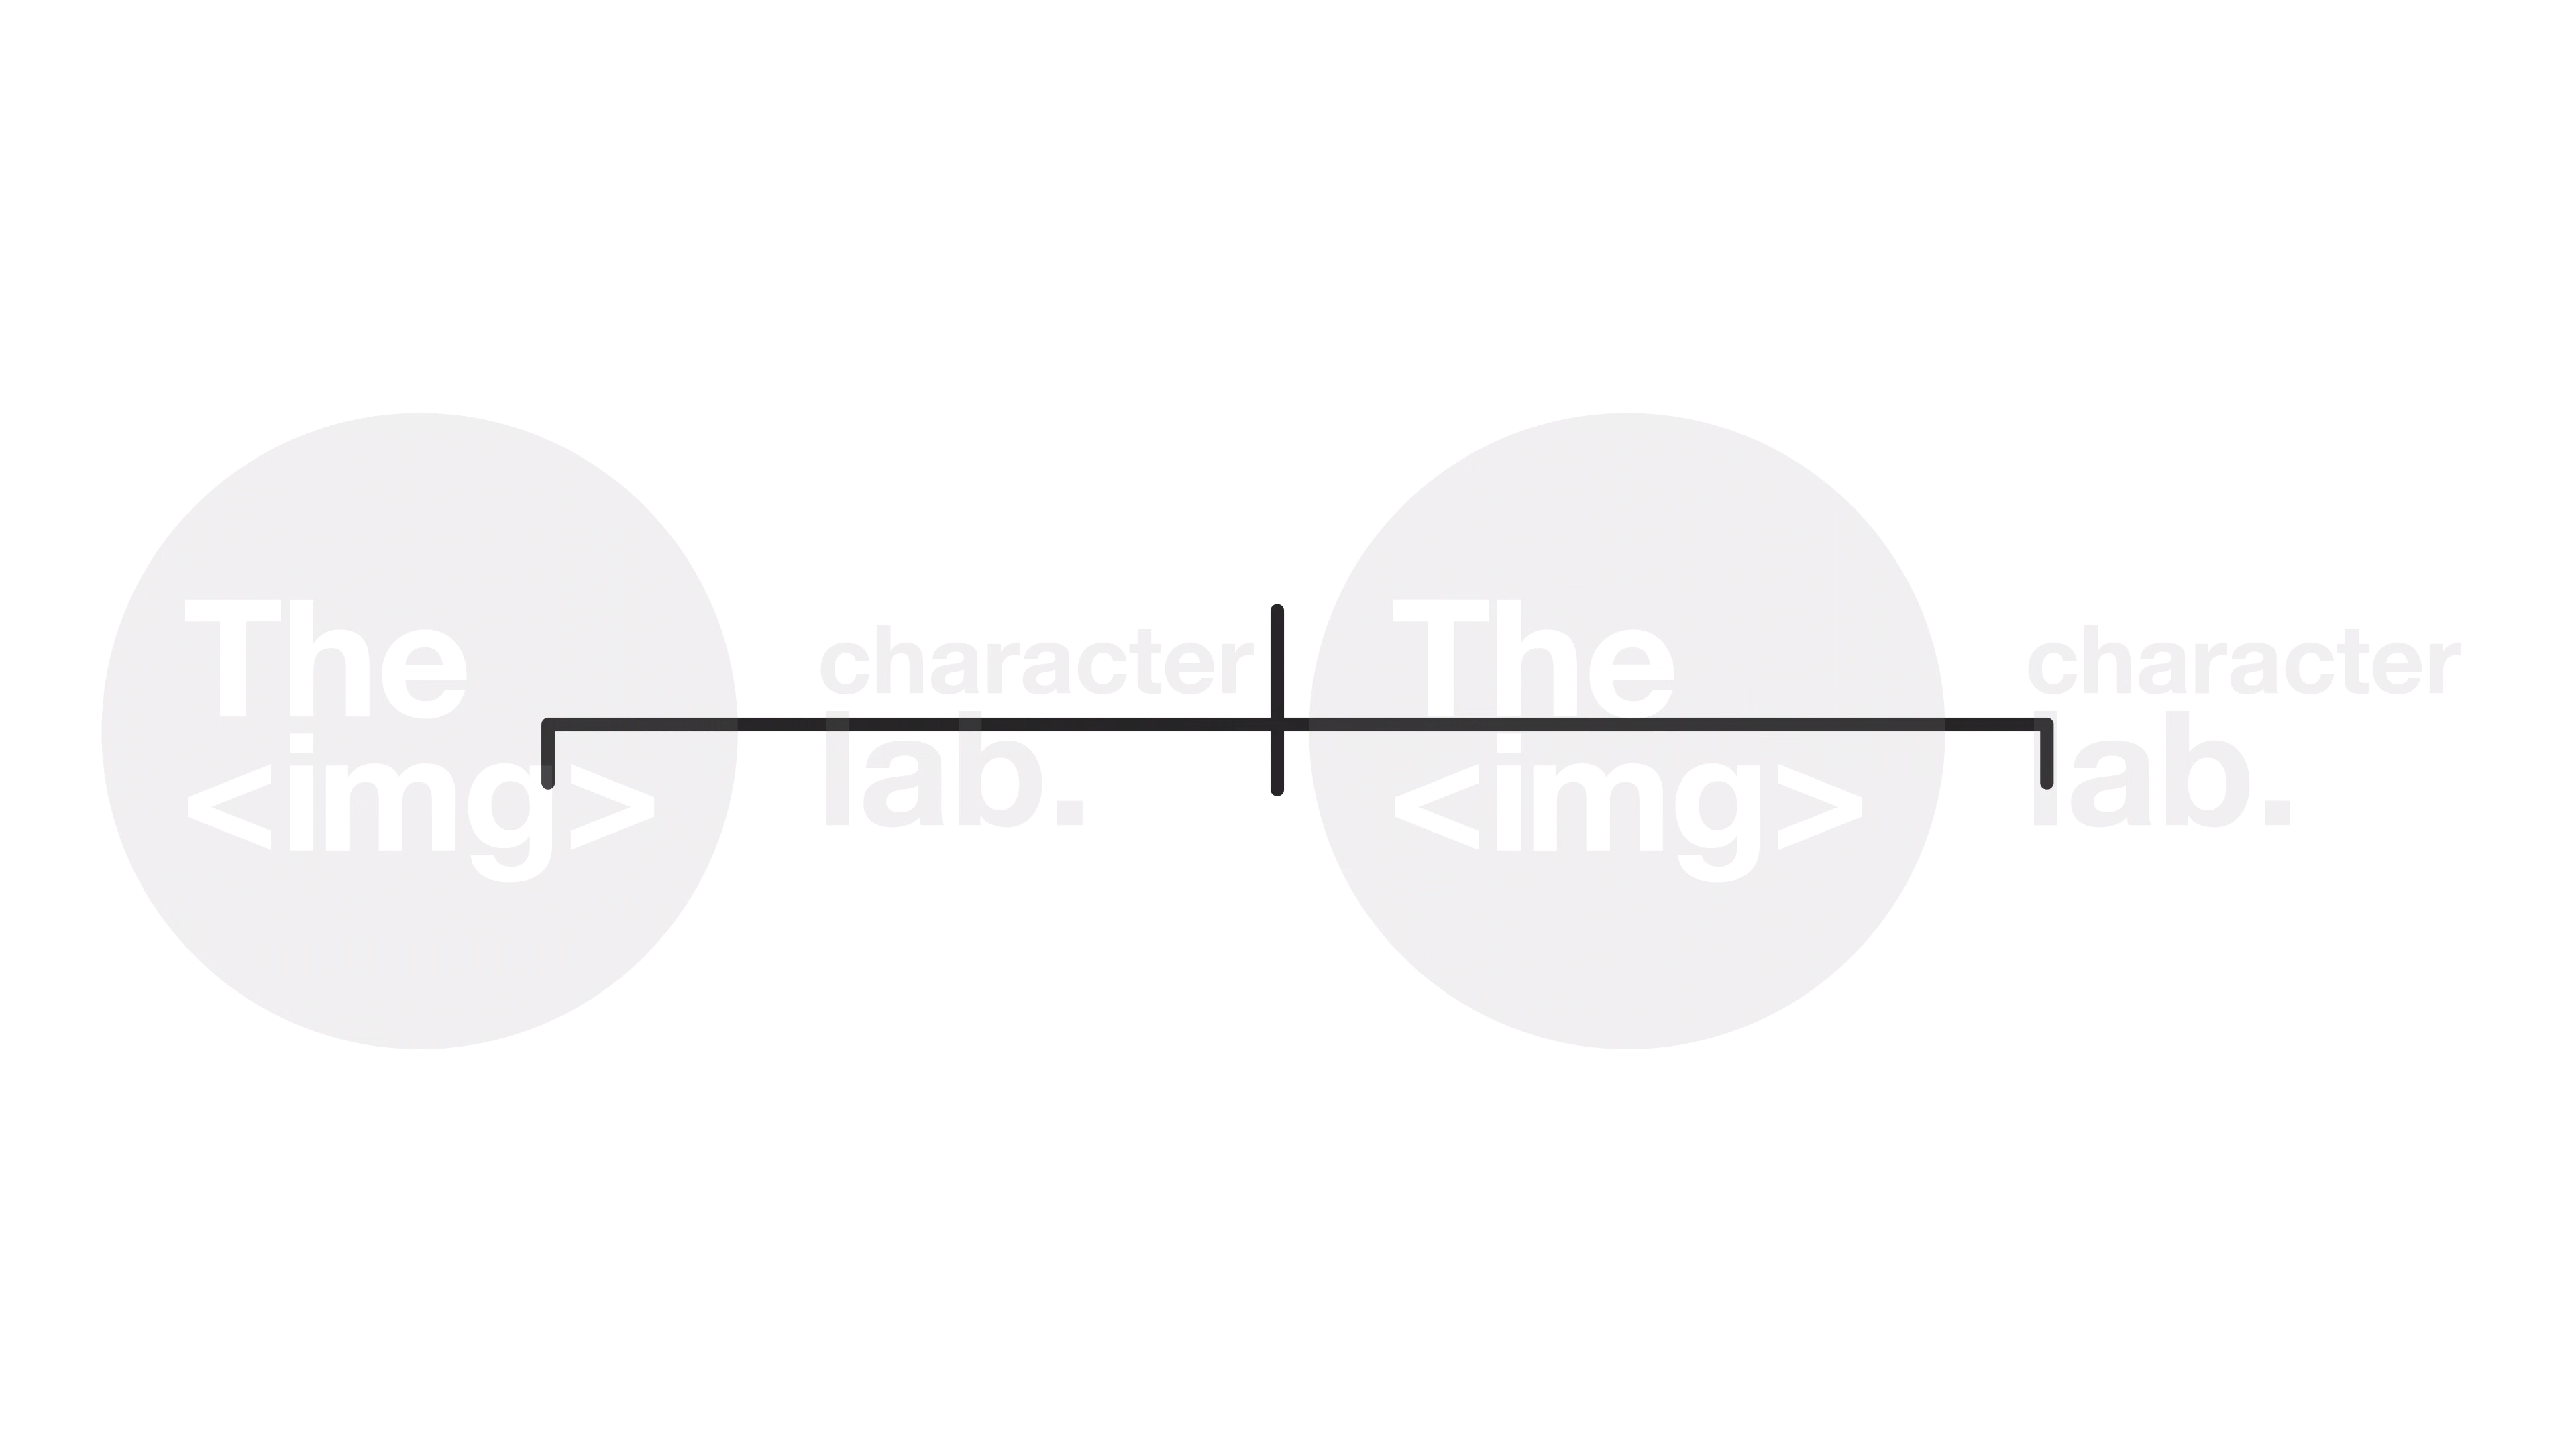 The
<img>
character
lab.
The
<img>
character
lab.